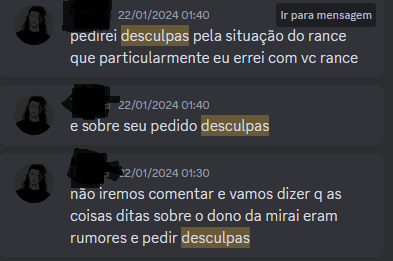 22/01/2024 01:40
Ir para mensagem
pedirei desculpas pela situação do rance
que particularmente eu errei com vc rance
22/01/2024 01:40
e sobre seu pedido desculpas
22/01/2024 01:30
não iremos comentar e vamos dizer q as
coisas ditas sobre o dono da mirai eram
rumores e pedir desculpas